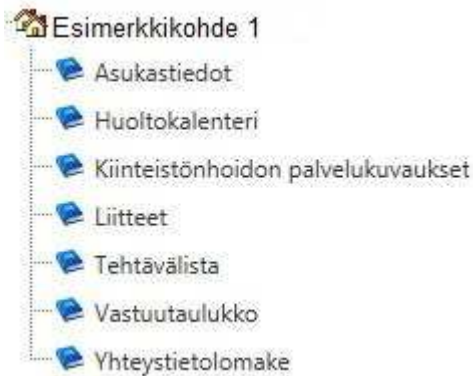 Esimerkkikohde 1
Asukastiedot
Huoltokalenteri
Kiinteistönhoidon palvelukuvaukset
Liitteet
Tehtävälista
Vastuutaulukko
Yhteystietolomake